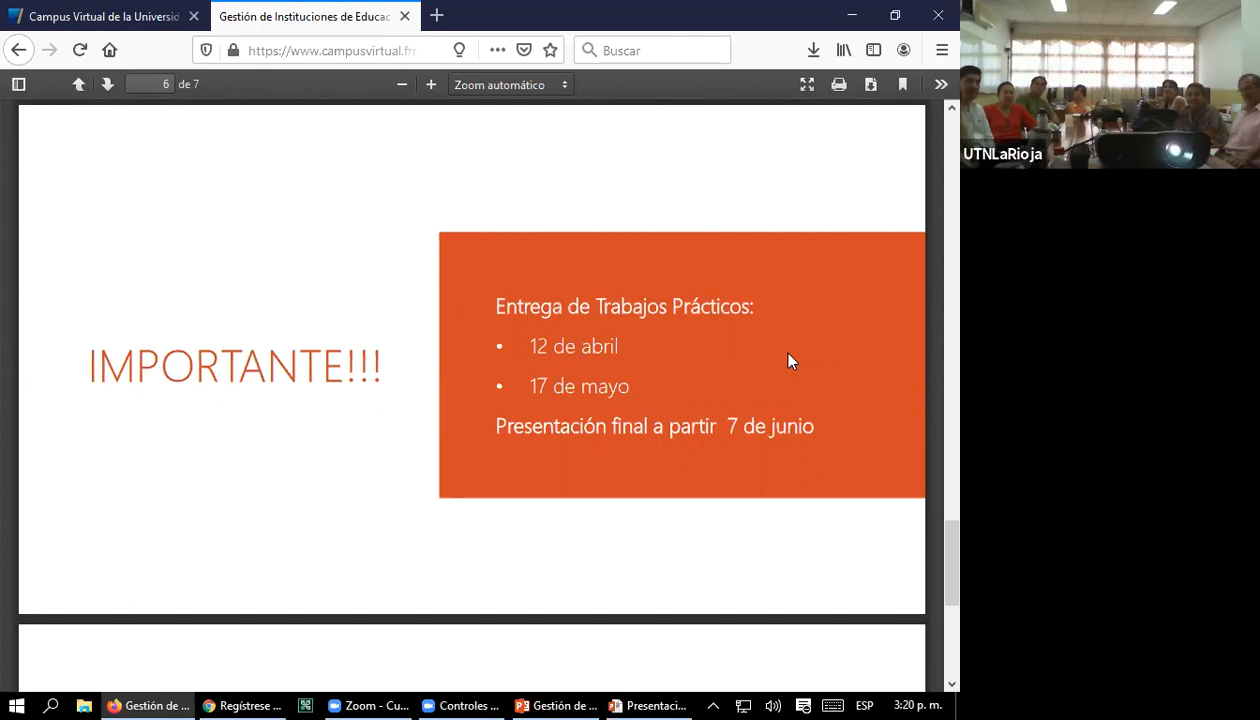 Campus Virtual de la Universid
Gestión de Instituciones de Educac
https://www.campusvirtual.frr
Buscar
6 de 7
Zoom automático
UTNLaRioja
IMPORTANTE!!!
Entrega de Trabajos Prácticos:
• 12 de abril
• 17 de mayo
Presentación final a partir 7 de junio
Gestión de ...
Regístrese ...
Zoom - Cu...
Controles ...
Gestión de ...
Presentaci...
ESP
3:20 p. m.